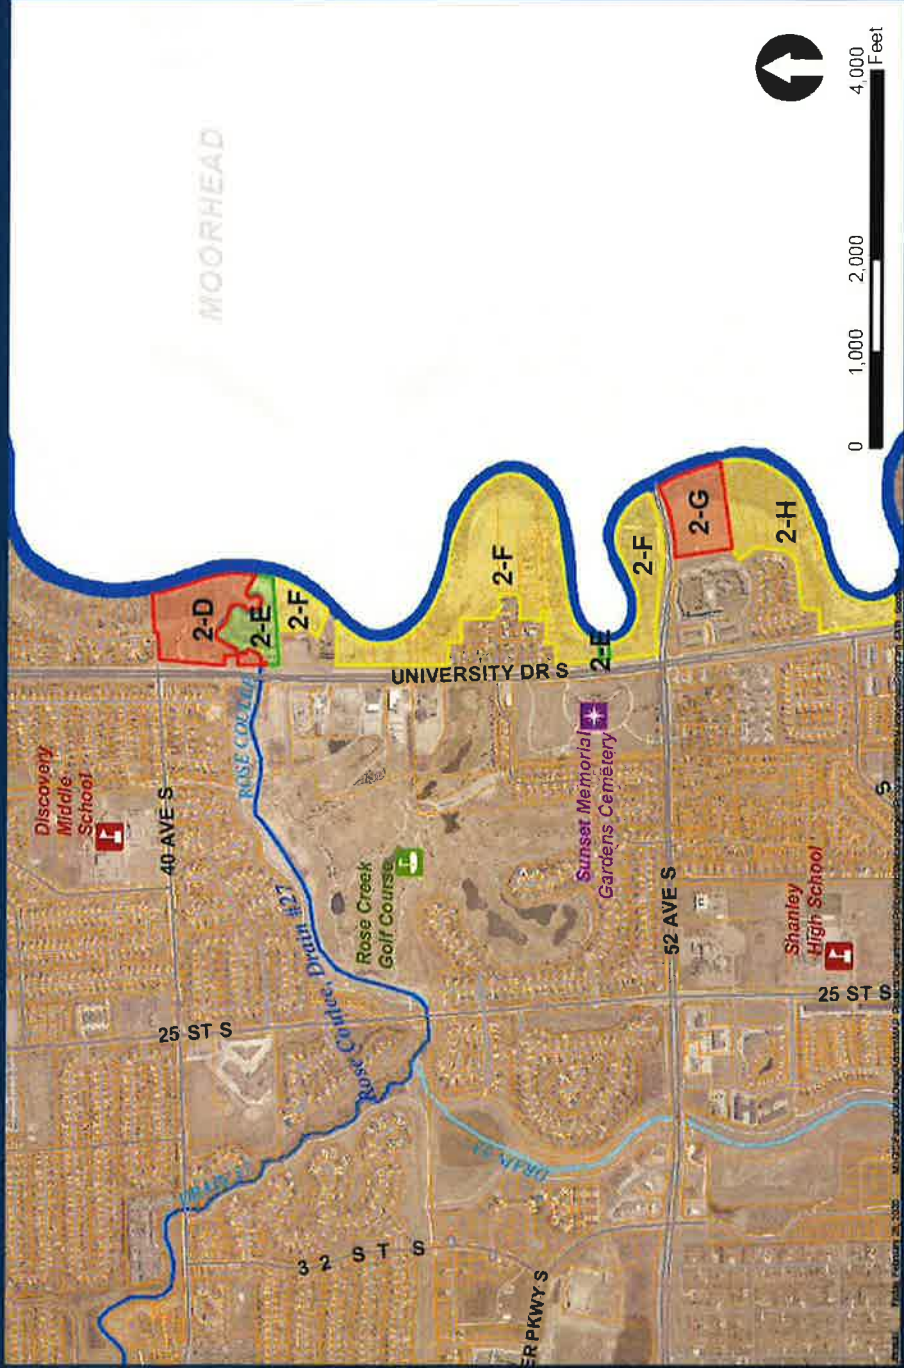 MOORHEAD
4,000
Feet
2,000
1,000
0
Discovery
Middle
School
40 AVE S
2-D
2-E
2-F
ROSE COULEE
UNIVERSITY DR S
2-F
2-F
2-E
2-G
2-H
Rose Coulee, Drain #27
Rose Creek
Golf Course
Sunset Memorial
Gardens Cemetery
52 AVE S
S
Shanley
High School
25 ST S
25 ST S
DRAIN 27
32 ST S
ER PKWY S